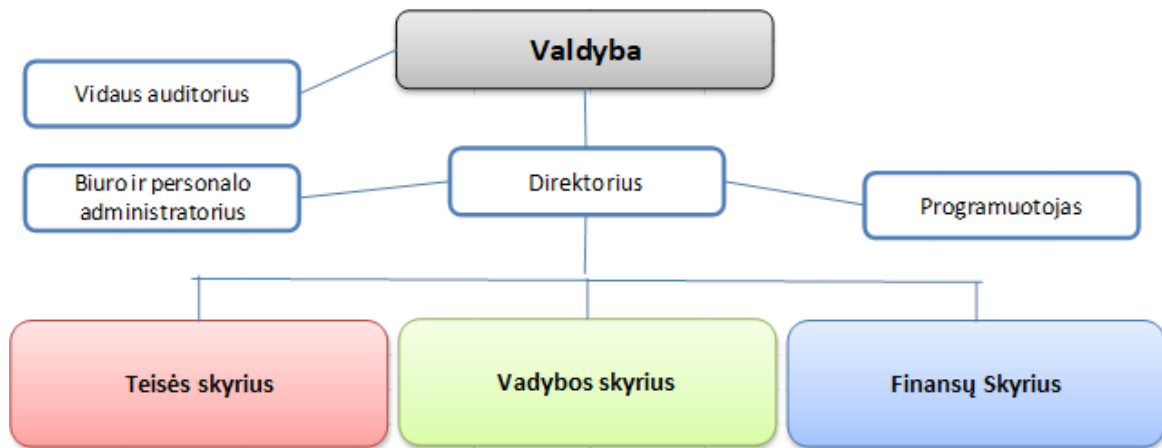 Valdyba
Vidaus auditorius
Biuro ir personalo
administratorius
Direktorius
Programuotojas
Teisės skyrius
Vadybos skyrius
Finansų Skyrius